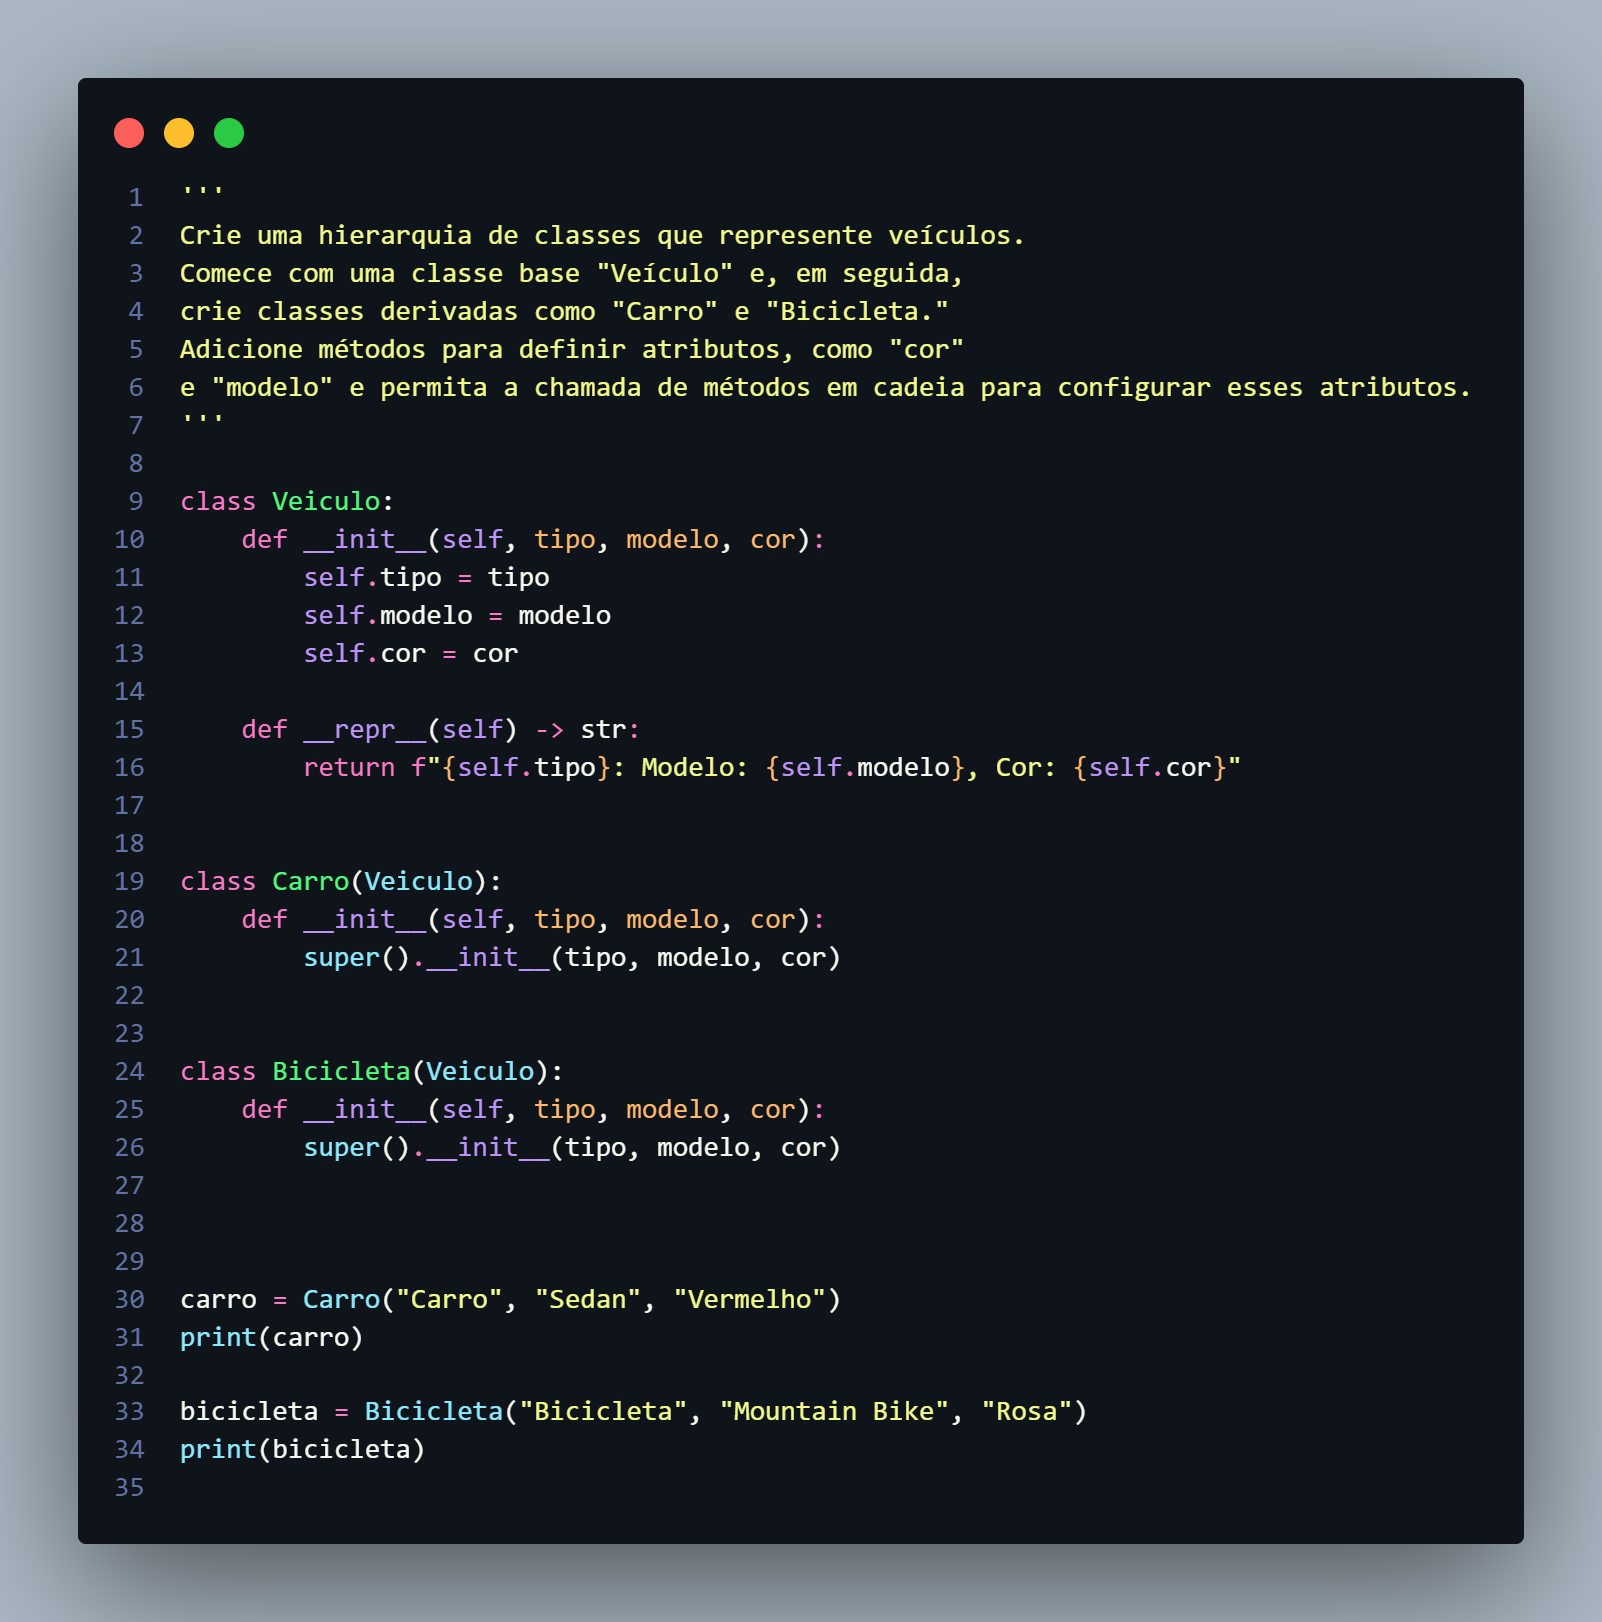 1 '''
2 Crie uma hierarquia de classes que represente veículos.
3 Comece com uma classe base "Veículo" e, em seguida,
4 crie classes derivadas como "Carro" e "Bicicleta."
5 Adicione métodos para definir atributos, como "cor"
6 e "modelo" e permita a chamada de métodos em cadeia para configurar esses atributos.
7 '''
8
9 class Veiculo:
10     def __init__(self, tipo, modelo, cor):
11         self.tipo = tipo
12         self.modelo = modelo
13         self.cor = cor
14
15     def __repr__(self) -> str:
16         return f"{self.tipo}: Modelo: {self.modelo}, Cor: {self.cor}"
17
18
19 class Carro(Veiculo):
20     def __init__(self, tipo, modelo, cor):
21         super().__init__(tipo, modelo, cor)
22
23
24 class Bicicleta(Veiculo):
25     def __init__(self, tipo, modelo, cor):
26         super().__init__(tipo, modelo, cor)
27
28
29
30 carro = Carro("Carro", "Sedan", "Vermelho")
31 print(carro)
32
33 bicicleta = Bicicleta("Bicicleta", "Mountain Bike", "Rosa")
34 print(bicicleta)
35